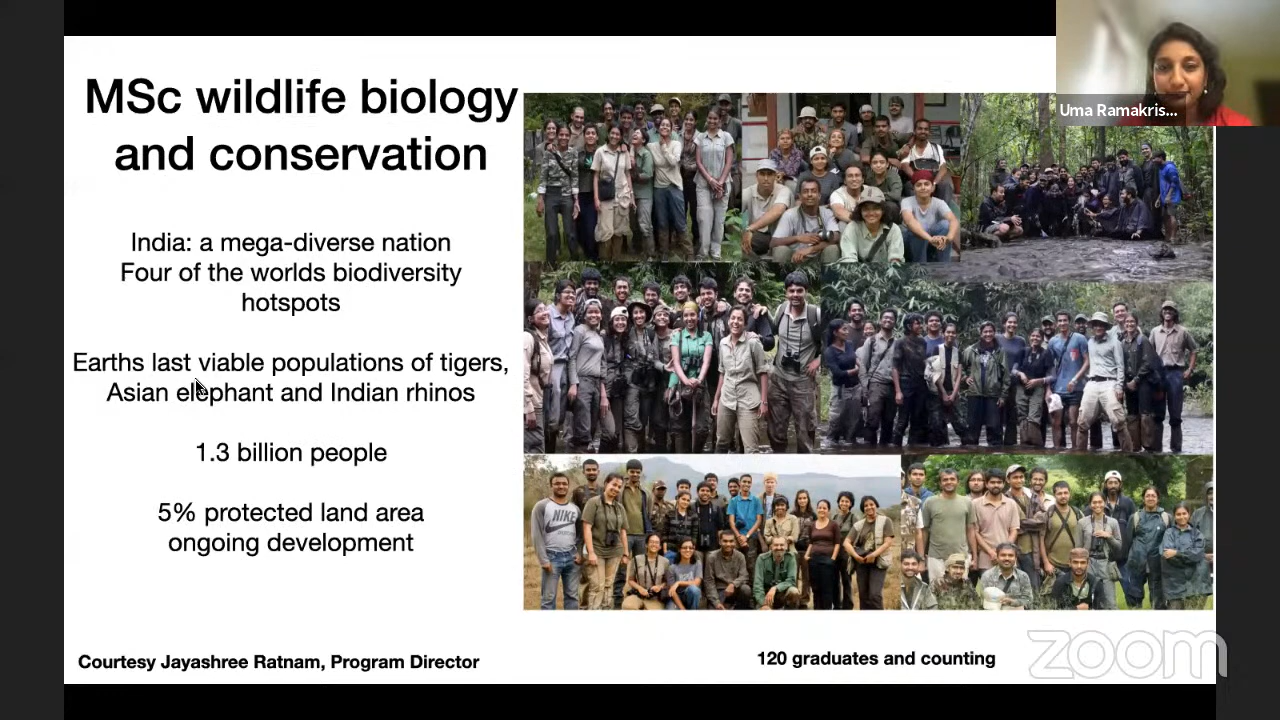 MSc wildlife biology
and conservation
India: a mega-diverse nation
Four of the worlds biodiversity
hotspots
Earths last viable populations of tigers,
Asian elephant and Indian rhinos
1.3 billion people
5% protected land area
ongoing development
Courtesy Jayashree Ratnam, Program Director
120 graduates and counting
Uma Ramakris...
NIKE
zoom